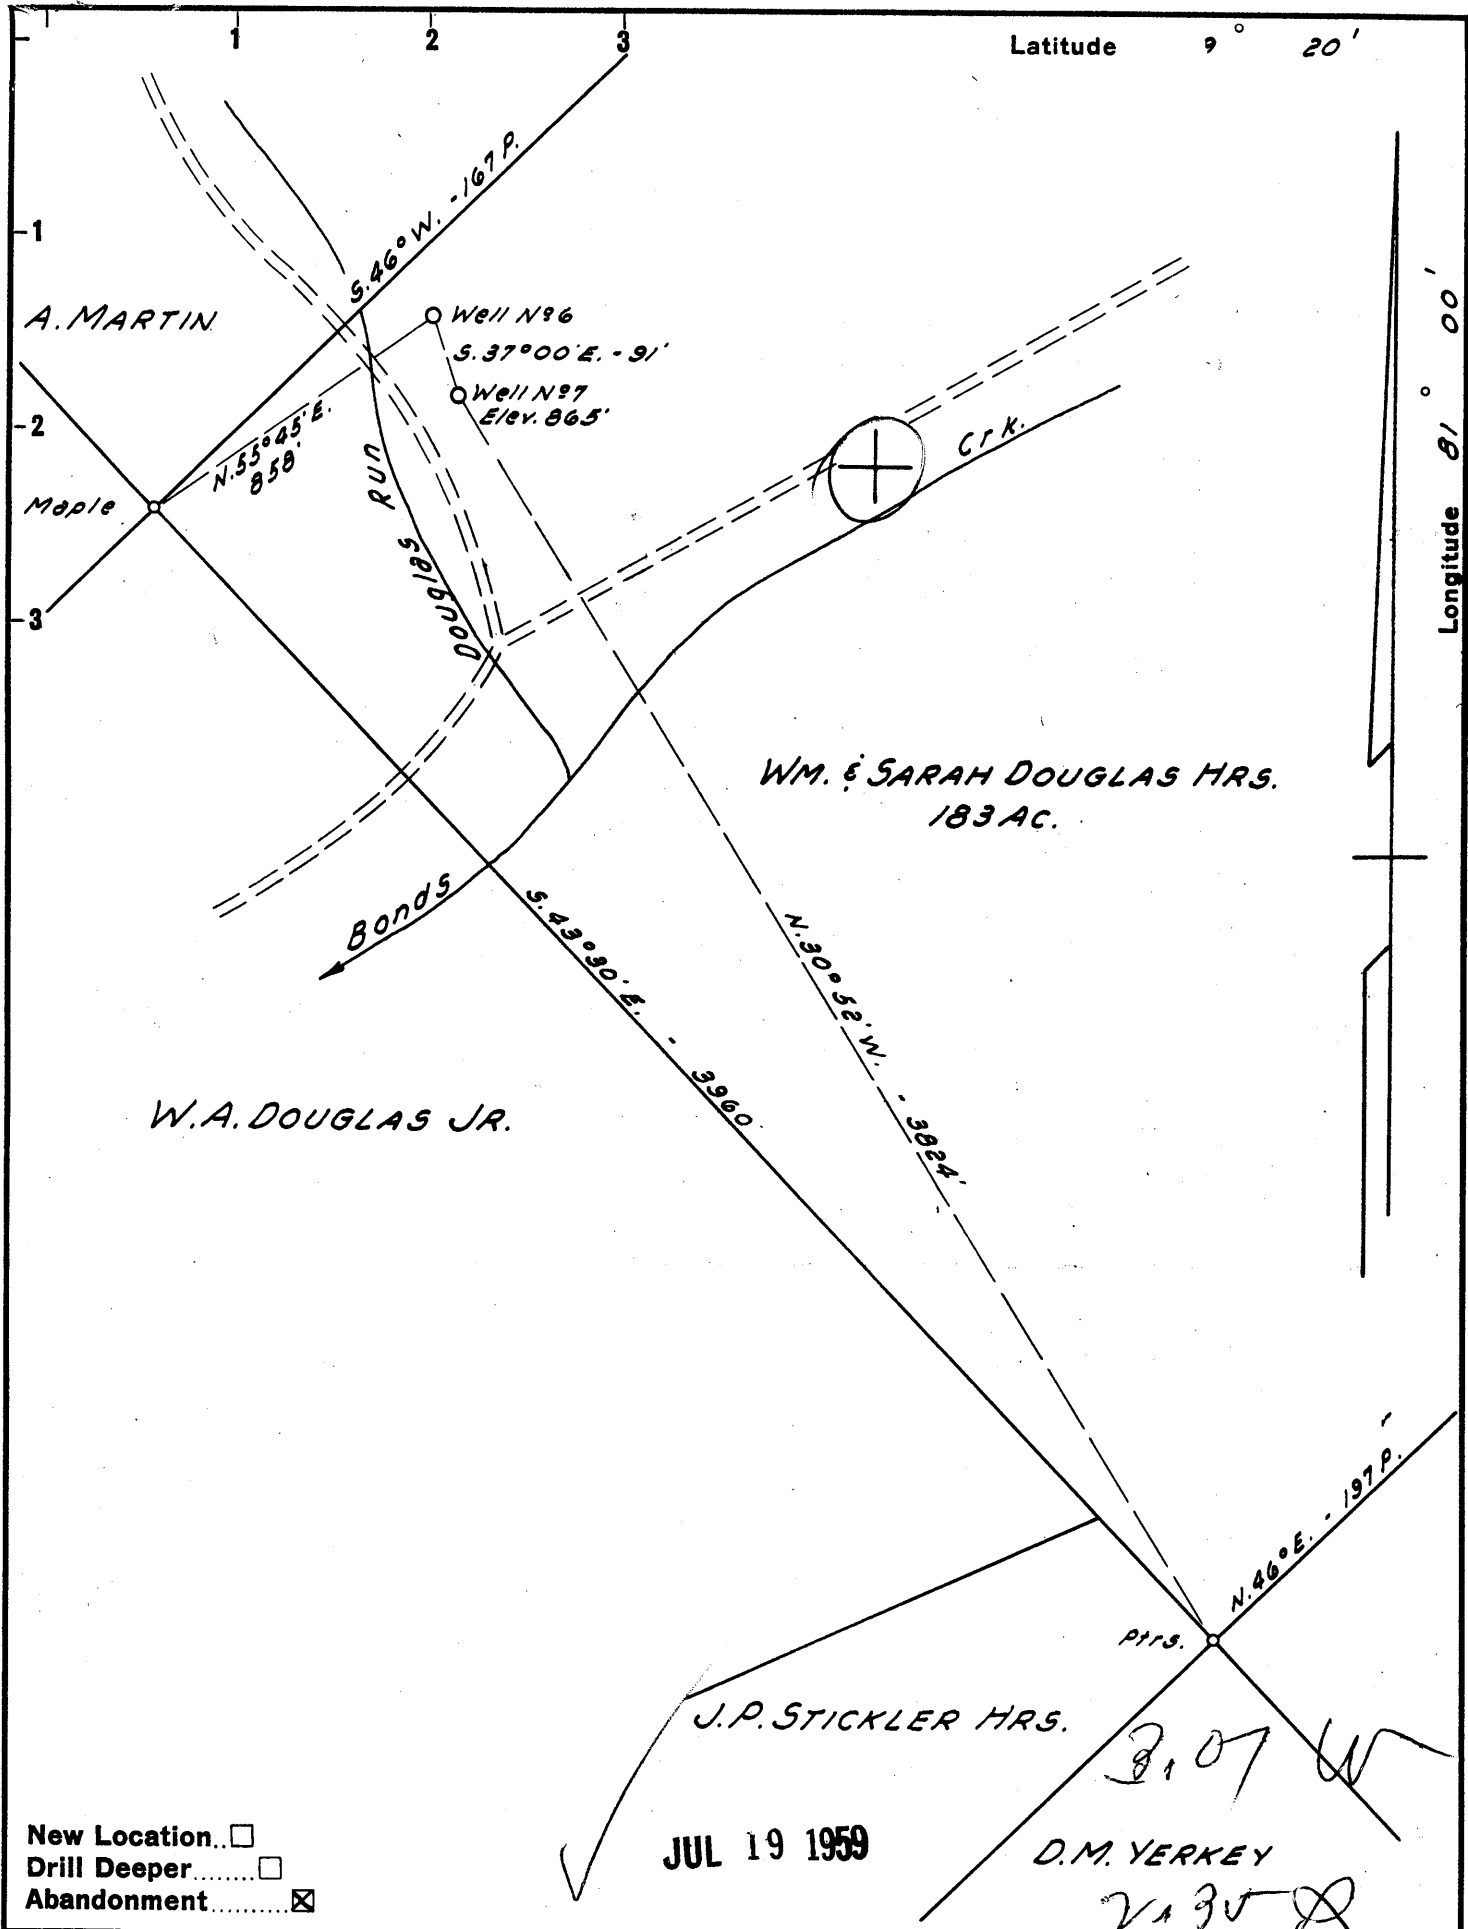 1 2 3
Latitude 9° 20'
S. 46° W. - 167 P.
-1
A. MARTIN
Well Nº 6
S. 37° 00' E. - 91'
Well Nº 7
Elev. 865'
-2
N. 55° 45' E.
858'
Crk.
Maple
Douglas Run
-3
Longitude 81° 00'
WM. & SARAH DOUGLAS HRS.
183 AC.
Bonds
S. 43° 30' E. - 3960
N. 30° 52' W. - 3824'
W. A. DOUGLAS JR.
N. 46° E. - 197 P.
Ptrs.
J. P. STICKLER HRS.
3.07 W
New Location..☐
Drill Deeper........☐
Abandonment..........☒
JUL 19 1959
D. M. YERKEY